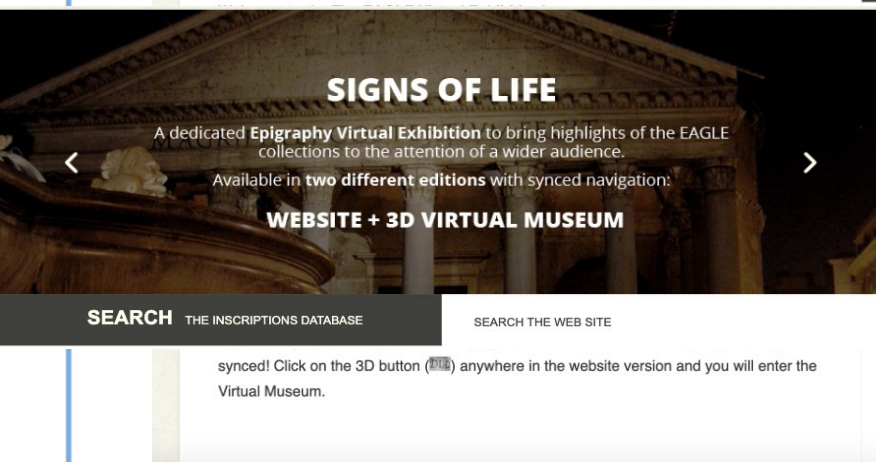 SIGNS OF LIFE
A dedicated Epigraphy Virtual Exhibition to bring highlights of the EAGLE
collections to the attention of a wider audience.
Available in two different editions with synced navigation:
WEBSITE + 3D VIRTUAL MUSEUM
SEARCH THE INSCRIPTIONS DATABASE
SEARCH THE WEB SITE
synced! Click on the 3D button () anywhere in the website version and you will enter the
Virtual Museum.